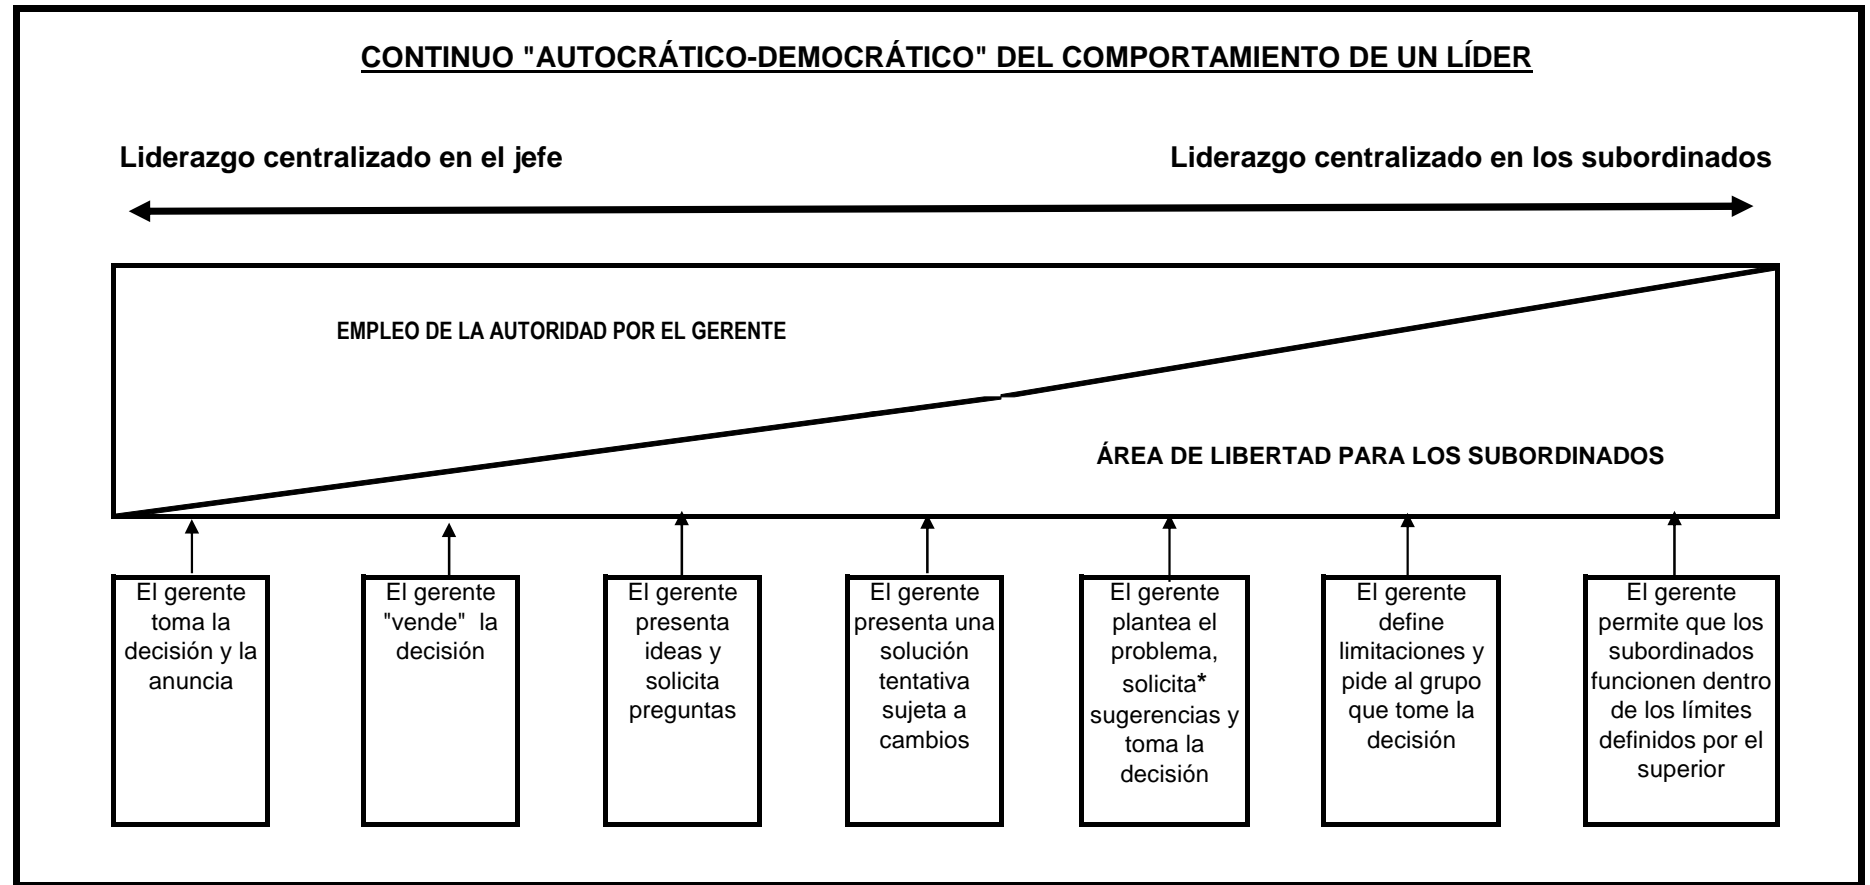 CONTINUO "AUTOCRÁTICO-DEMOCRÁTICO" DEL COMPORTAMIENTO DE UN LÍDER
Liderazgo centralizado en el jefe
Liderazgo centralizado en los subordinados
EMPLEO DE LA AUTORIDAD POR EL GERENTE
ÁREA DE LIBERTAD PARA LOS SUBORDINADOS
El gerente
toma la
decisión y la
anuncia
El gerente
"vende" la
decisión
El gerente
presenta
ideas y
solicita
preguntas
El gerente
presenta una
solución
tentativa
sujeta a
cambios
El gerente
plantea el
problema,
solicita*
sugerencias y
toma la
decisión
El gerente
define
limitaciones y
pide al grupo
que tome la
decisión
El gerente
permite que los
subordinados
funcionen dentro
de los límites
definidos por el
superior